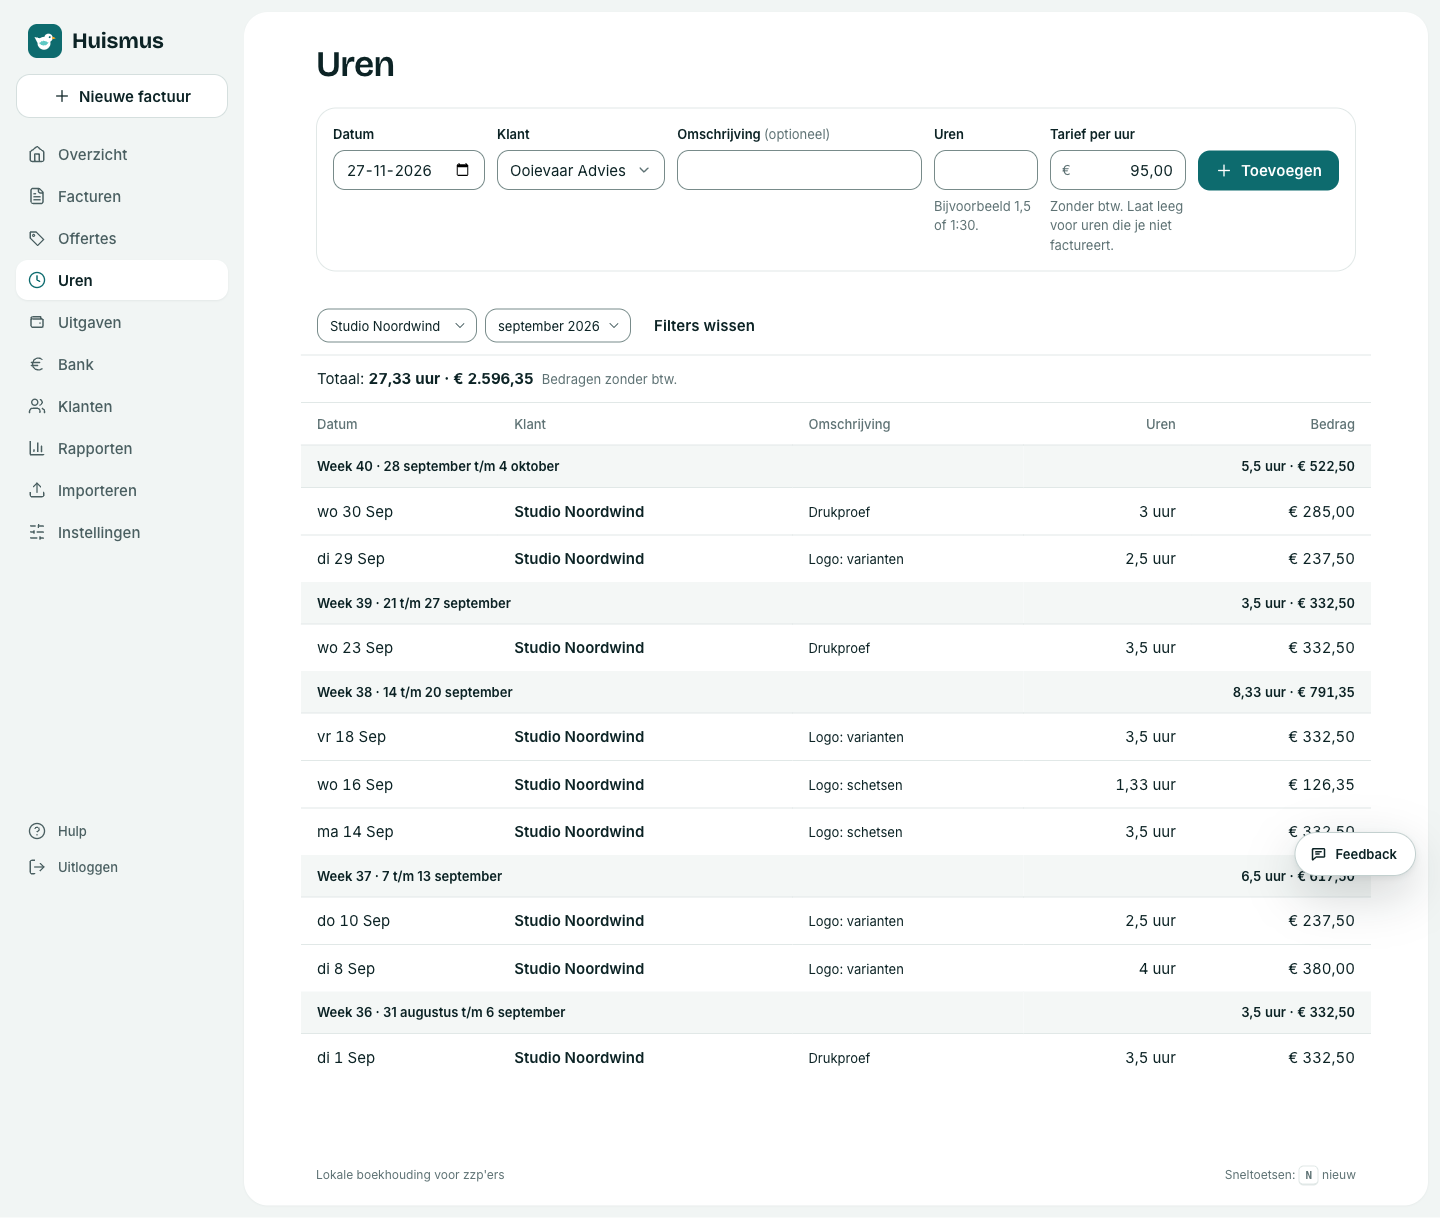 Huismus
Nieuwe factuur
Overzicht
Facturen
Offertes
Uren
Uitgaven
Bank
Klanten
Rapporten
Importeren
Instellingen
Hulp
Uitloggen
Uren
Datum Klant Omschrijving (optioneel) Uren Tarief per uur
27-11-2026 Ooievaar Advies € 95,00 Toevoegen
Bijvoorbeeld 1,5 of 1:30.
Zonder btw. Laat leeg voor uren die je niet factureert.
Studio Noordwind september 2026 Filters wissen
Totaal: 27,33 uur · € 2.596,35 Bedragen zonder btw.
Datum Klant Omschrijving Uren Bedrag
Week 40 · 28 september t/m 4 oktober 5,5 uur · € 522,50
wo 30 Sep Studio Noordwind Drukproef 3 uur € 285,00
di 29 Sep Studio Noordwind Logo: varianten 2,5 uur € 237,50
Week 39 · 21 t/m 27 september 3,5 uur · € 332,50
wo 23 Sep Studio Noordwind Drukproef 3,5 uur € 332,50
Week 38 · 14 t/m 20 september 8,33 uur · € 791,35
vr 18 Sep Studio Noordwind Logo: varianten 3,5 uur € 332,50
wo 16 Sep Studio Noordwind Logo: schetsen 1,33 uur € 126,35
ma 14 Sep Studio Noordwind Logo: schetsen 3,5 uur € 332,50
Feedback
Week 37 · 7 t/m 13 september 6,5 uur · € 617,50
do 10 Sep Studio Noordwind Logo: varianten 2,5 uur € 237,50
di 8 Sep Studio Noordwind Logo: varianten 4 uur € 380,00
Week 36 · 31 augustus t/m 6 september 3,5 uur · € 332,50
di 1 Sep Studio Noordwind Drukproef 3,5 uur € 332,50
Lokale boekhouding voor zzp'ers Sneltoetsen: N nieuw